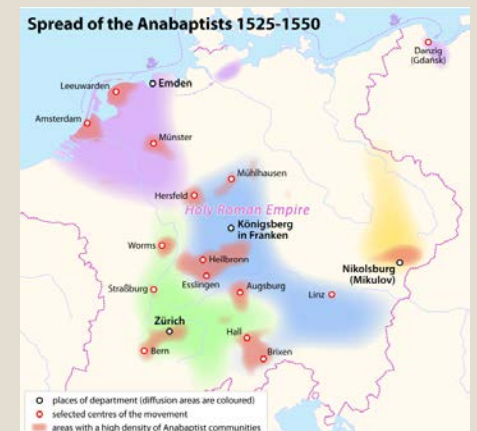 Spread of the Anabaptists 1525-1550
Danzig
(Gdańsk)
Leeuwarden
Emden
Amsterdam
Münster
Mühlhausen
Hersfeld
Holy Roman Empire
Königsberg
in Franken
Worms
Heilbronn
Nikolsburg
(Mikulov)
Esslingen
Straßburg
Augsburg
Linz
Zürich
Hall
Bern
Brixen
places of department (diffusion areas are coloured)
selected centres of the movement
areas with a high density of Anabaptist communities